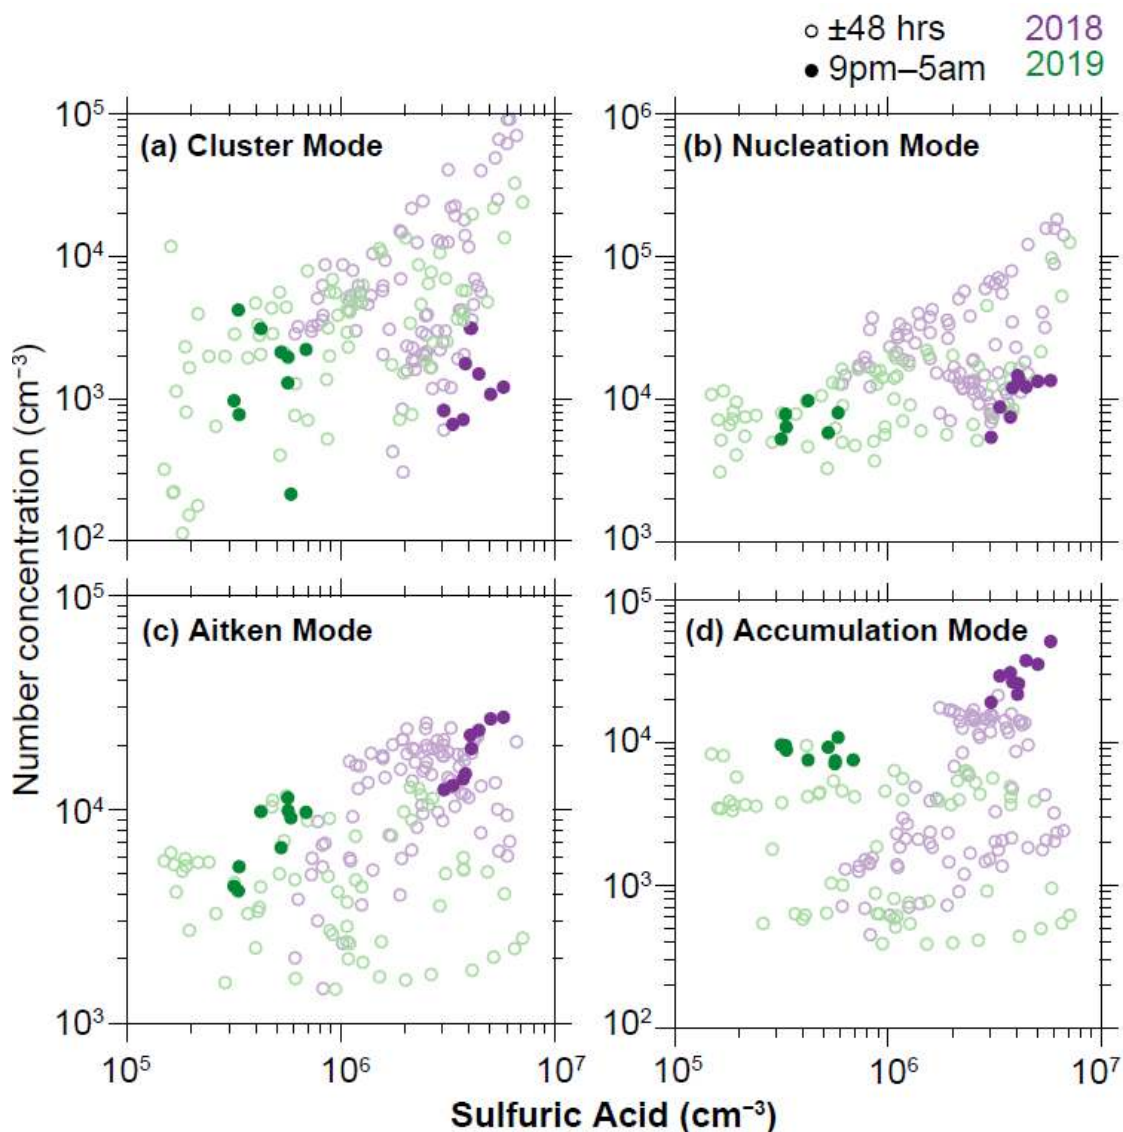 ±48 hrs 2018
9pm–5am 2019
Number concentration (cm⁻³)
10⁵
(a) Cluster Mode
10⁴
10³
10²
10⁶
(b) Nucleation Mode
10⁵
10⁴
10³
10⁵
(c) Aitken Mode
10⁴
10³
10⁵ 10⁶ 10⁷
10⁵
(d) Accumulation Mode
10⁴
10³
10²
10⁵ 10⁶ 10⁷
Sulfuric Acid (cm⁻³)